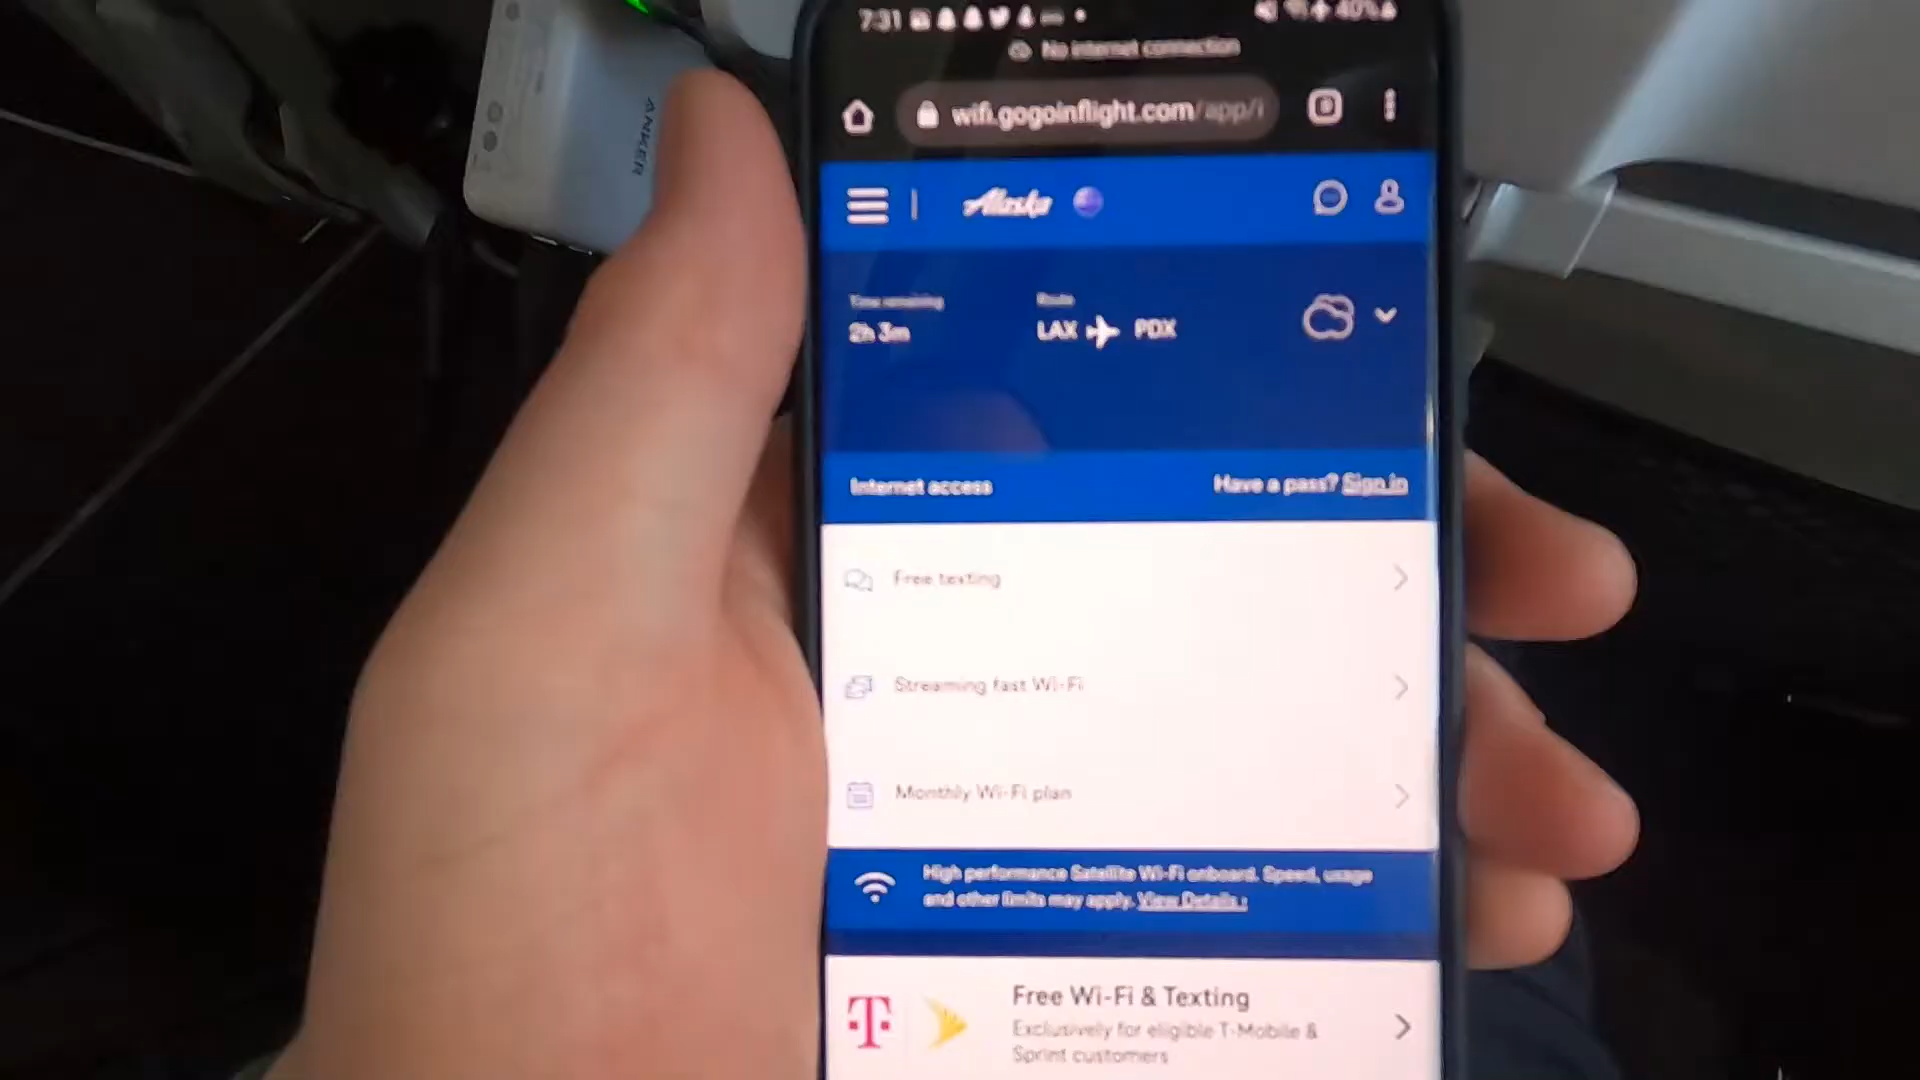 7:31
40%
No internet connection
wifi.gogoinflight.com/app/i
ANKER
Alaska
Time remaining
Route
2h 3m
LAX PDX
Internet access
Have a pass? Sign in
Free texting
Streaming fast Wi-Fi
Monthly Wi-Fi plan
High performance Satellite Wi-Fi onboard. Speed, usage
and other limits may apply. View Details ›
T
Free Wi-Fi & Texting
Exclusively for eligible T-Mobile &
Sprint customers